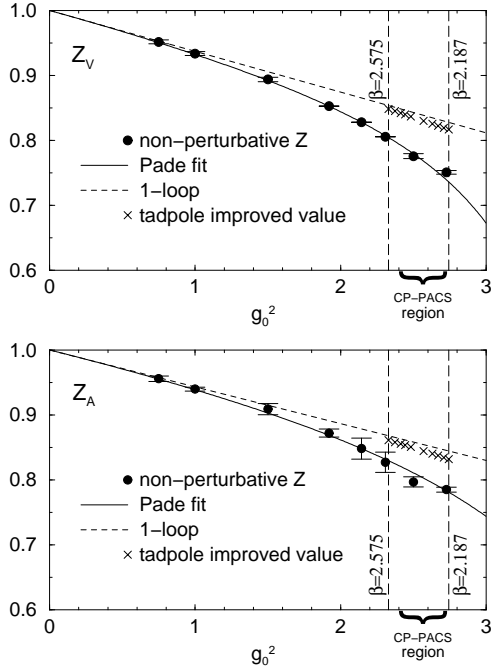 1.0
0.9
0.8
0.7
0.6
Z_V
β=2.575
β=2.187
non−perturbative Z
Pade fit
1−loop
tadpole improved value
0
1
2
3
g_0^2
CP−PACS
region
1.0
0.9
0.8
0.7
0.6
Z_A
non−perturbative Z
Pade fit
1−loop
tadpole improved value
β=2.575
β=2.187
0
1
2
3
g_0^2
CP−PACS
region